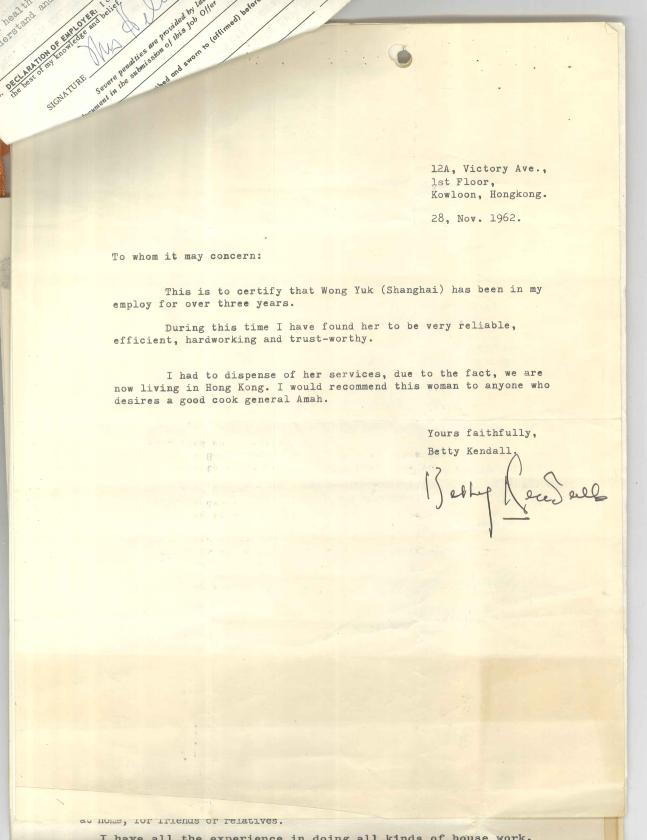 health
derstand and
DECLARATION OF EMPLOYER: I
the best of my knowledge and belief,
SIGNATURE Mrs
Severe penalties are provided by law
document in the submission of this Job Offer
bed and sworn to (affirmed) before
12A, Victory Ave.,
1st Floor,
Kowloon, Hongkong.
28, Nov. 1962.
To whom it may concern:
This is to certify that Wong Yuk (Shanghai) has been in my
employ for over three years.
During this time I have found her to be very reliable,
efficient, hardworking and trust-worthy.
I had to dispense of her services, due to the fact, we are
now living in Hong Kong. I would recommend this woman to anyone who
desires a good cook general Amah.
Yours faithfully,
Betty Kendall.
Betty Kendall
at home, for friends or relatives.
I have all the experience in doing all kinds of house work.